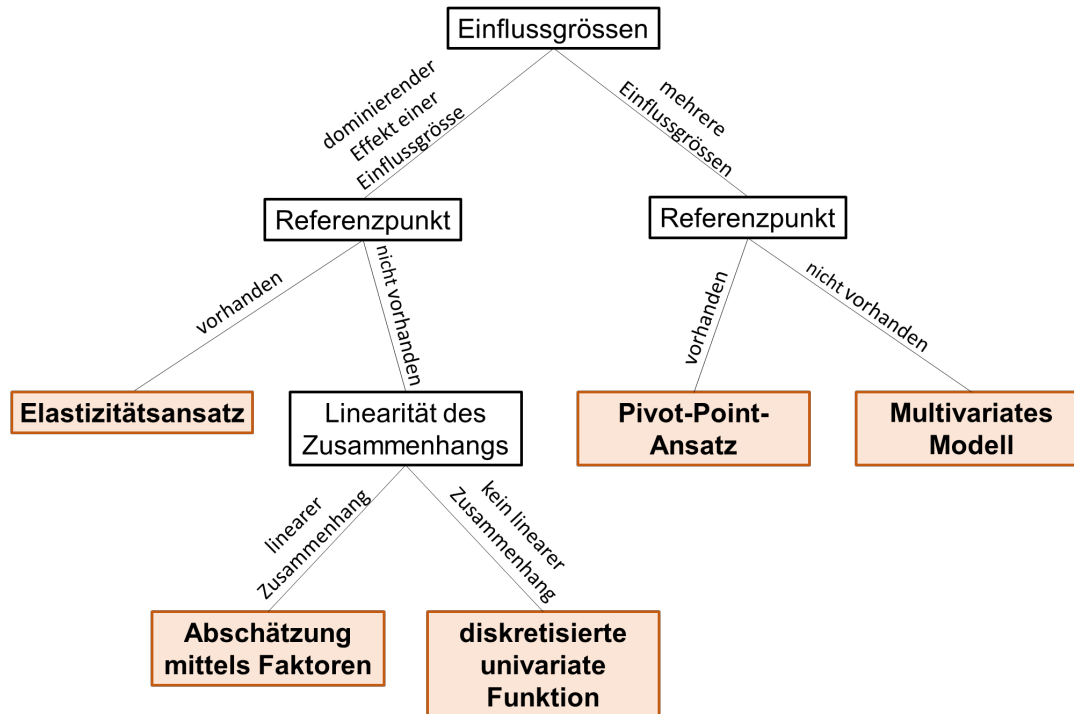 Einflussgrössen
dominierender
Effekt einer
Einflussgrösse
mehrere
Einflussgrössen
Referenzpunkt
Referenzpunkt
vorhanden
nicht vorhanden
vorhanden
nicht vorhanden
Elastizitätsansatz
Linearität des
Zusammenhangs
Pivot-Point-
Ansatz
Multivariates
Modell
linearer
Zusammenhang
kein linearer
Zusammenhang
Abschätzung
mittels Faktoren
diskretisierte
univariate
Funktion